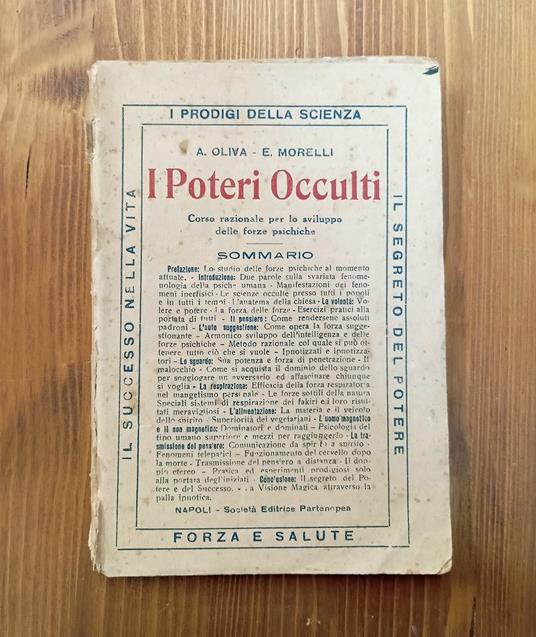 I PRODIGI DELLA SCIENZA
A. OLIVA - E. MORELLI
I Poteri Occulti
Corso razionale per lo sviluppo
delle forze psichiche
SOMMARIO
Prefazione: Lo studio delle forze psichiche al momento
attuale. - Introduzione: Due parole sulla svariata fenome-
nologia della psiche umana - Manifestazioni dei feno-
meni iperfisici - Le scienze occulte presso tutti i popoli
e in tutti i tempi - L'anatema della chiesa - La volontà: Vo-
lere e potere - La forza delle forze - Esercizi pratici alla
portata di tutti - Il pensiero: Come rendersene assoluti
padroni - L'auto suggestione: Come opera la forza sugge-
stionante - Armonico sviluppo dell'intelligenza e delle
forze psichiche - Metodo razionale col quale si può ot-
tenere tutto ciò che si vuole - Ipnotizzati e ipnotizza-
tori - Lo sguardo: Sua potenza e forza di penetrazione - Il
malocchio - Come si acquista il dominio dello sguardo
per soggiogare un avversario ed affascinare chiunque
si voglia - La respirazione: Efficacia della forza respiratoria
nel mangetismo personale - Le forze sottili della nasura
Speciali sistemi di respirazione dei fakiri ed i loro risul-
tati meravigliosi - L'alimentazione: La materia e il veicolo
dello spirito - Superiorità dei vegetariani - L'uomo magnetico
e il non magnetico: Dominatori e dominati - Psicologia del
tipo umano superiore e mezzi per raggiungerlo - La tra-
smissione del pensiero: Comunicazione da spirito a spirito -
Fenomeni telepatici - Funzionamento del cervello dopo
la morte - Trasmissione del pensiero a distanza - Il dop-
pio etereo - Pratica ed esperimenti prodigiosi solo
alla portata degl'iniziati - Conclusione: Il segreto del Po-
tere e del Successo. - La Visione Magica attraverso la
palla ipnotica.
NAPOLI - Società Editrice Partenopea
IL SUCCESSO NELLA VITA
IL SEGRETO DEL POTERE
FORZA E SALUTE